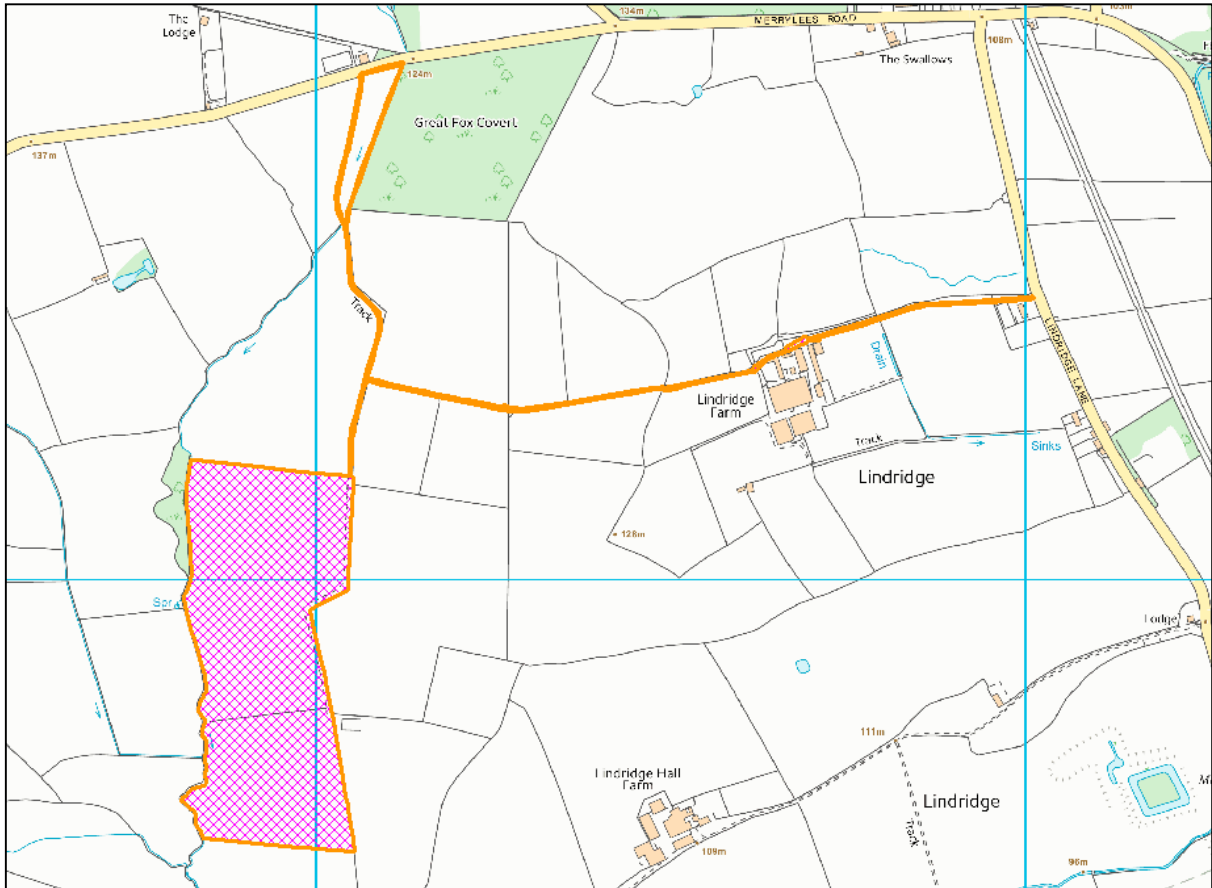 The
Lodge
134m
MERRYLEES ROAD
103m
108m
The Swallows
124m
Great Fox Covert
137m
Track
LINDRIDGE LANE
Drain
Lindridge
Farm
Track
Sinks
Lindridge
128m
Spr
Lodge
111m
Lindridge Hall
Farm
Lindridge
Track
109m
96m